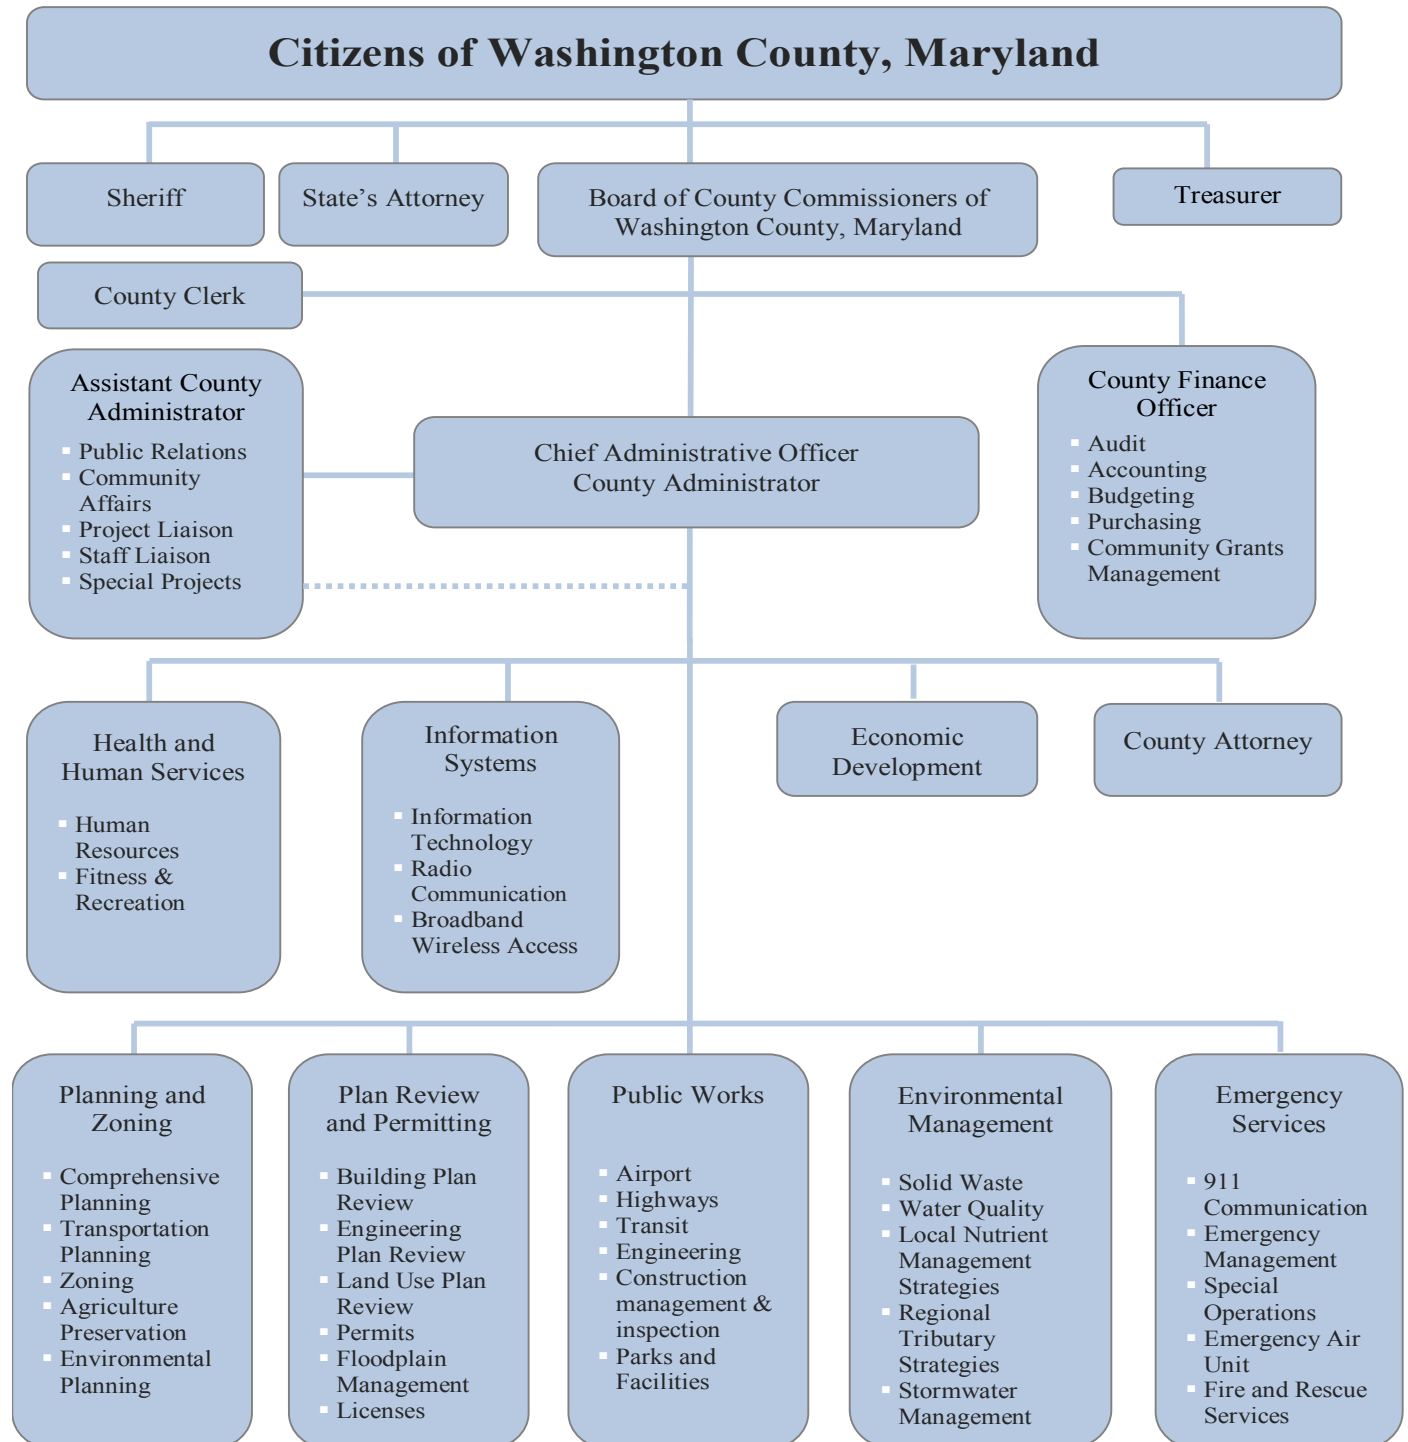 Citizens of Washington County, Maryland
Sheriff
State’s Attorney
Board of County Commissioners of
Washington County, Maryland
Treasurer
County Clerk
Assistant County
Administrator
▪ Public Relations
▪ Community
Affairs
▪ Project Liaison
▪ Staff Liaison
▪ Special Projects
Chief Administrative Officer
County Administrator
County Finance
Officer
▪ Audit
▪ Accounting
▪ Budgeting
▪ Purchasing
▪ Community Grants
Management
Health and
Human Services
▪ Human
Resources
▪ Fitness &
Recreation
Information
Systems
▪ Information
Technology
▪ Radio
Communication
▪ Broadband
Wireless Access
Economic
Development
County Attorney
Planning and
Zoning
▪ Comprehensive
Planning
▪ Transportation
Planning
▪ Zoning
▪ Agriculture
Preservation
▪ Environmental
Planning
Plan Review
and Permitting
▪ Building Plan
Review
▪ Engineering
Plan Review
▪ Land Use Plan
Review
▪ Permits
▪ Floodplain
Management
▪ Licenses
Public Works
▪ Airport
▪ Highways
▪ Transit
▪ Engineering
▪ Construction
management &
inspection
▪ Parks and
Facilities
Environmental
Management
▪ Solid Waste
▪ Water Quality
▪ Local Nutrient
Management
Strategies
▪ Regional
Tributary
Strategies
▪ Stormwater
Management
Emergency
Services
▪ 911
Communication
▪ Emergency
Management
▪ Special
Operations
▪ Emergency Air
Unit
▪ Fire and Rescue
Services